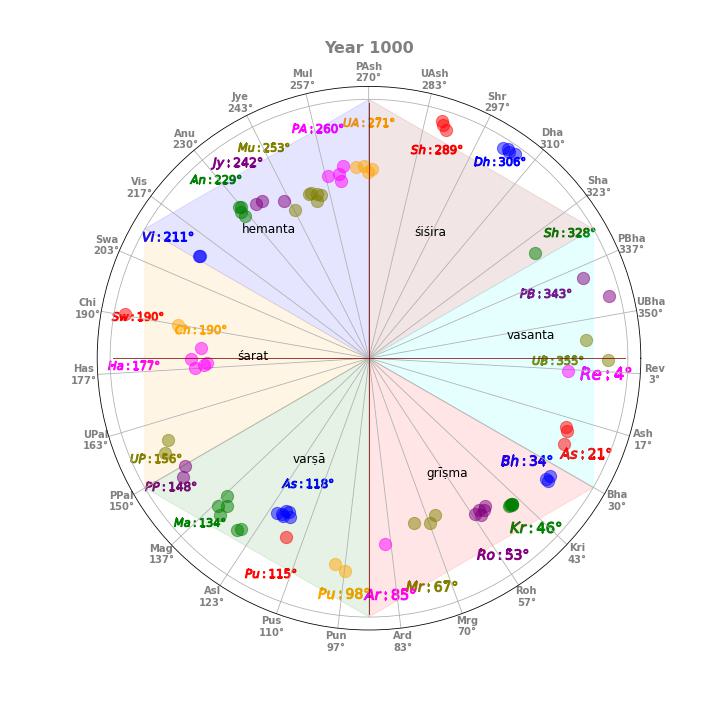 Year 1000
PAsh
270°
UAsh
283°
Shr
297°
Dha
310°
Sha
323°
PBha
337°
UBha
350°
Rev
3°
Ash
17°
Bha
30°
Kri
43°
Roh
57°
Mrg
70°
Ard
83°
Pun
97°
Pus
110°
Asl
123°
Mag
137°
PPal
150°
UPal
163°
Has
177°
Chi
190°
Swa
203°
Vis
217°
Anu
230°
Jye
243°
Mul
257°
PA:260°
UA:271°
Mu:253°
Jy:242°
An:229°
Vi:211°
Sw:190°
Ch:190°
Ha:177°
UP:156°
PP:148°
Ma:134°
As:118°
Pu:115°
Pu:98°
Ar:85°
Mr:67°
Ro:53°
Kr:46°
Bh:34°
As:21°
Re:4°
UB:355°
PB:343°
Sh:328°
Dh:306°
Sh:289°
hemanta
śiśira
vasanta
grīṣma
varṣā
śarat